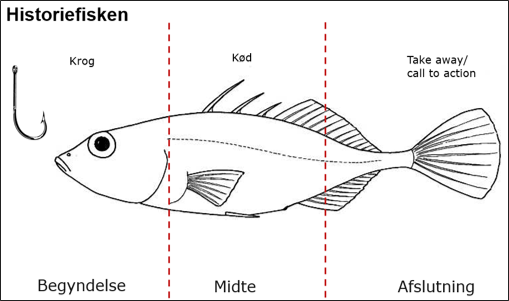 Historiefisken
Krog
Kød
Take away/
call to action
Begyndelse
Midte
Afslutning